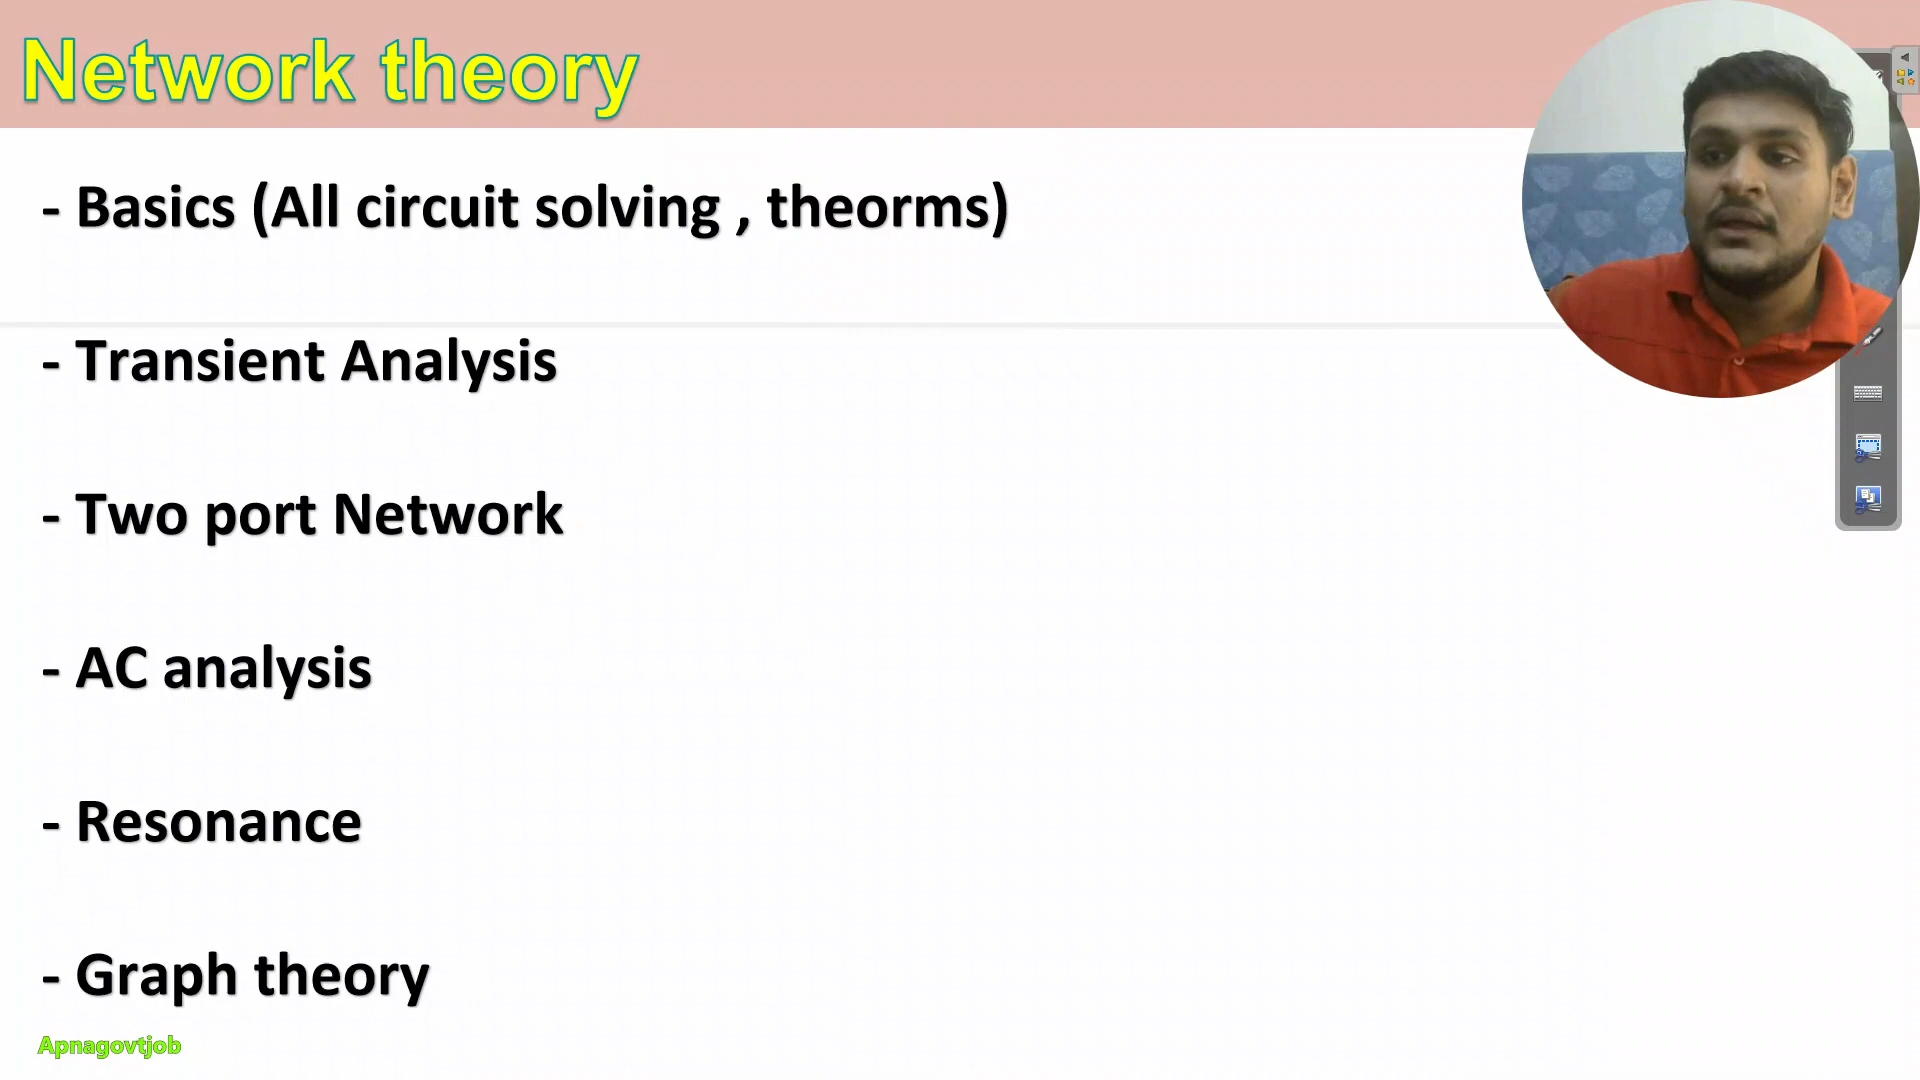 Network theory
- Basics (All circuit solving , theorms)
- Transient Analysis
- Two port Network
- AC analysis
- Resonance
- Graph theory
Apnagovtjob